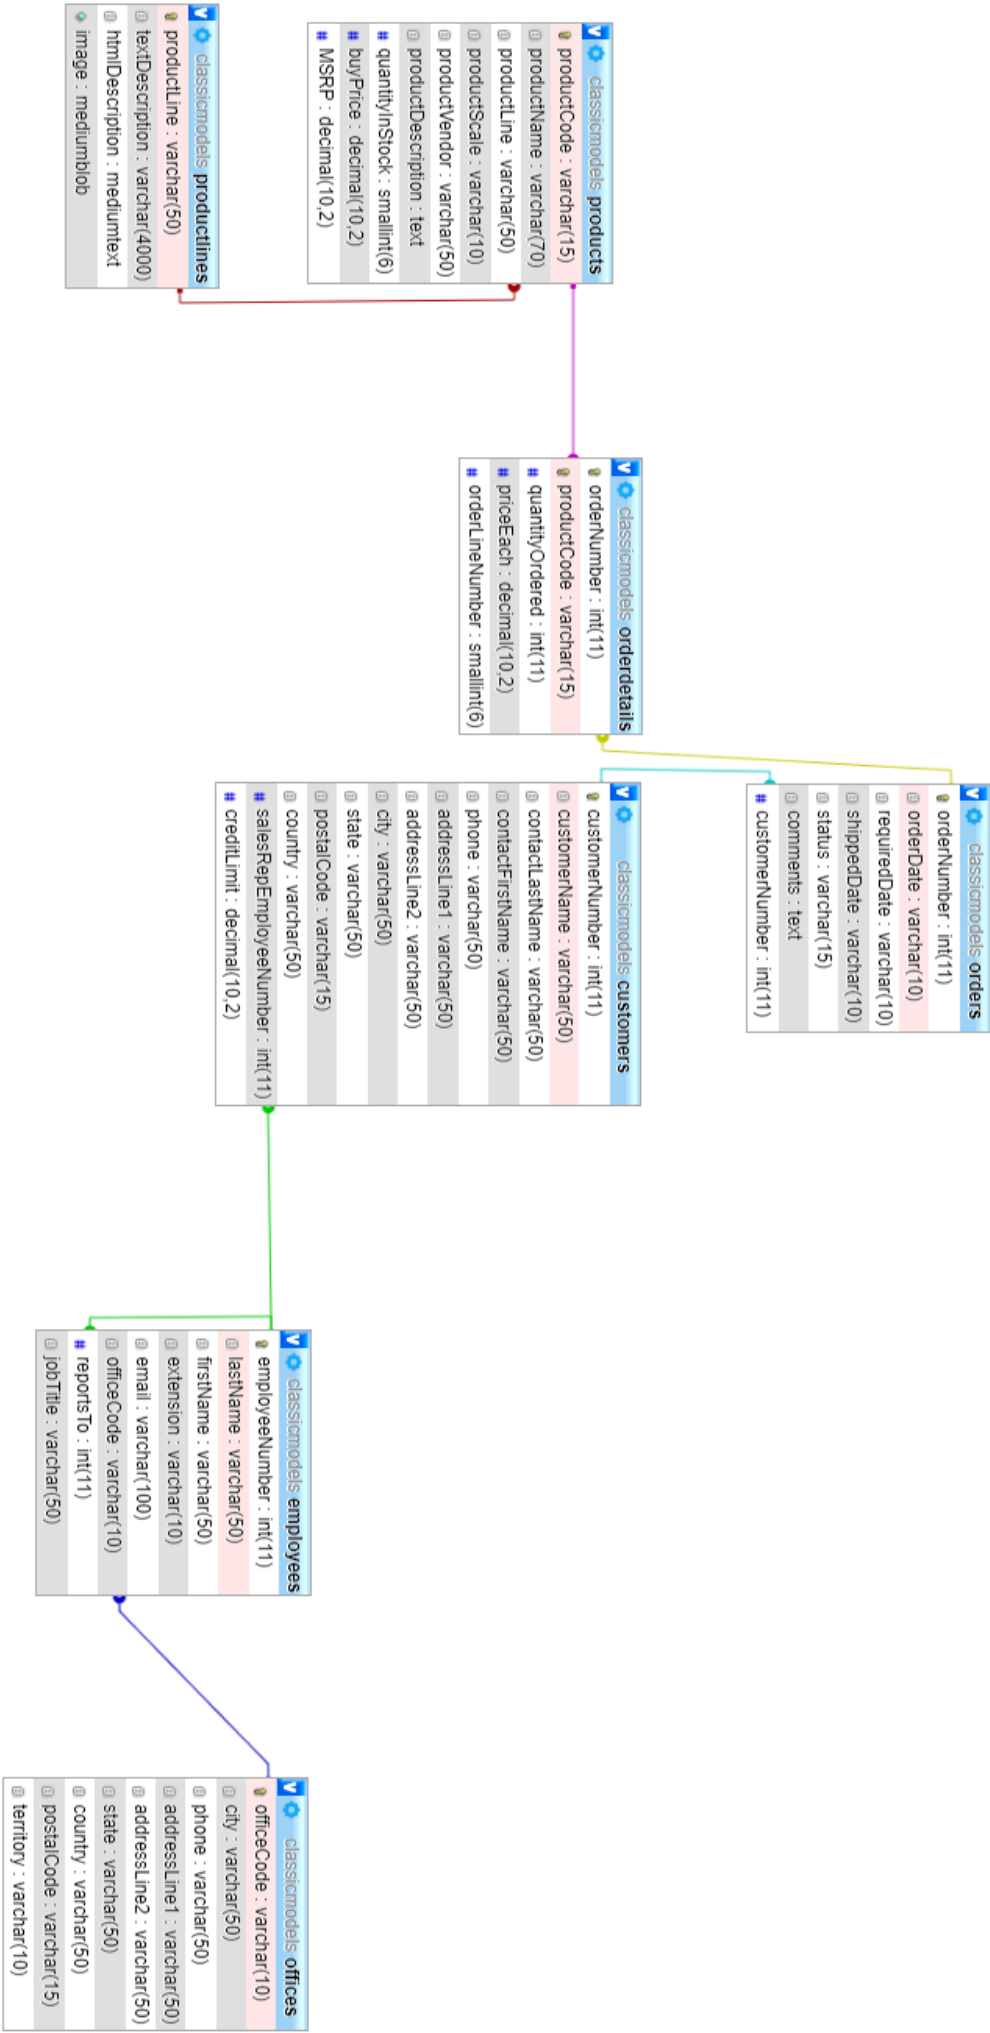 classicmodels productlines
productLine : varchar(50)
textDescription : varchar(4000)
htmlDescription : mediumtext
image : mediumblob
classicmodels products
productCode : varchar(15)
productName : varchar(70)
productLine : varchar(50)
productScale : varchar(10)
productVendor : varchar(50)
productDescription : text
quantityInStock : smallint(6)
buyPrice : decimal(10,2)
MSRP : decimal(10,2)
classicmodels orderdetails
orderNumber : int(11)
productCode : varchar(15)
quantityOrdered : int(11)
priceEach : decimal(10,2)
orderLineNumber : smallint(6)
classicmodels orders
orderNumber : int(11)
orderDate : varchar(10)
requiredDate : varchar(10)
shippedDate : varchar(10)
status : varchar(15)
comments : text
customerNumber : int(11)
classicmodels customers
customerNumber : int(11)
customerName : varchar(50)
contactLastName : varchar(50)
contactFirstName : varchar(50)
phone : varchar(50)
addressLine1 : varchar(50)
addressLine2 : varchar(50)
city : varchar(50)
state : varchar(50)
postalCode : varchar(15)
country : varchar(50)
salesRepEmployeeNumber : int(11)
creditLimit : decimal(10,2)
classicmodels employees
employeeNumber : int(11)
lastName : varchar(50)
firstName : varchar(50)
extension : varchar(10)
email : varchar(100)
officeCode : varchar(10)
reportsTo : int(11)
jobTitle : varchar(50)
classicmodels offices
officeCode : varchar(10)
city : varchar(50)
phone : varchar(50)
addressLine1 : varchar(50)
addressLine2 : varchar(50)
state : varchar(50)
country : varchar(50)
postalCode : varchar(15)
territory : varchar(10)